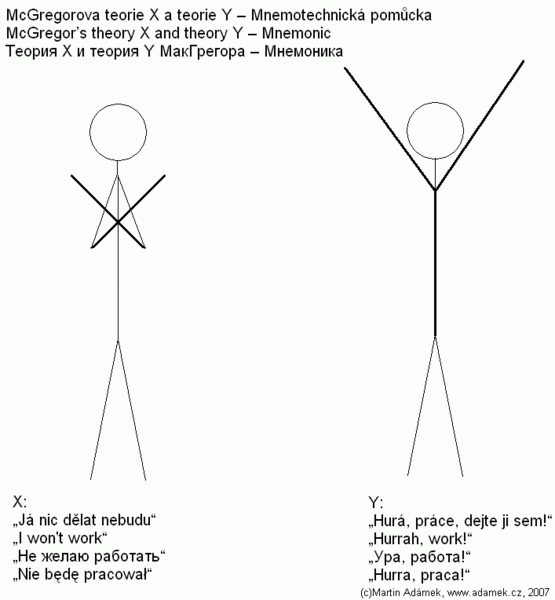 McGregorova teorie X a teorie Y – Mnemotechnická pomůcka
McGregor's theory X and theory Y – Mnemonic
Теория X и теория Y МакГрегора – Мнемоника
X:
„Já nic dělat nebudu“
„I won't work“
„Не желаю работать“
„Nie będę pracował“
Y:
„Hurá, práce, dejte ji sem!“
„Hurrah, work!“
„Ура, работа!“
„Hurra, praca!“
(c)Martin Adámek, www.adamek.cz, 2007